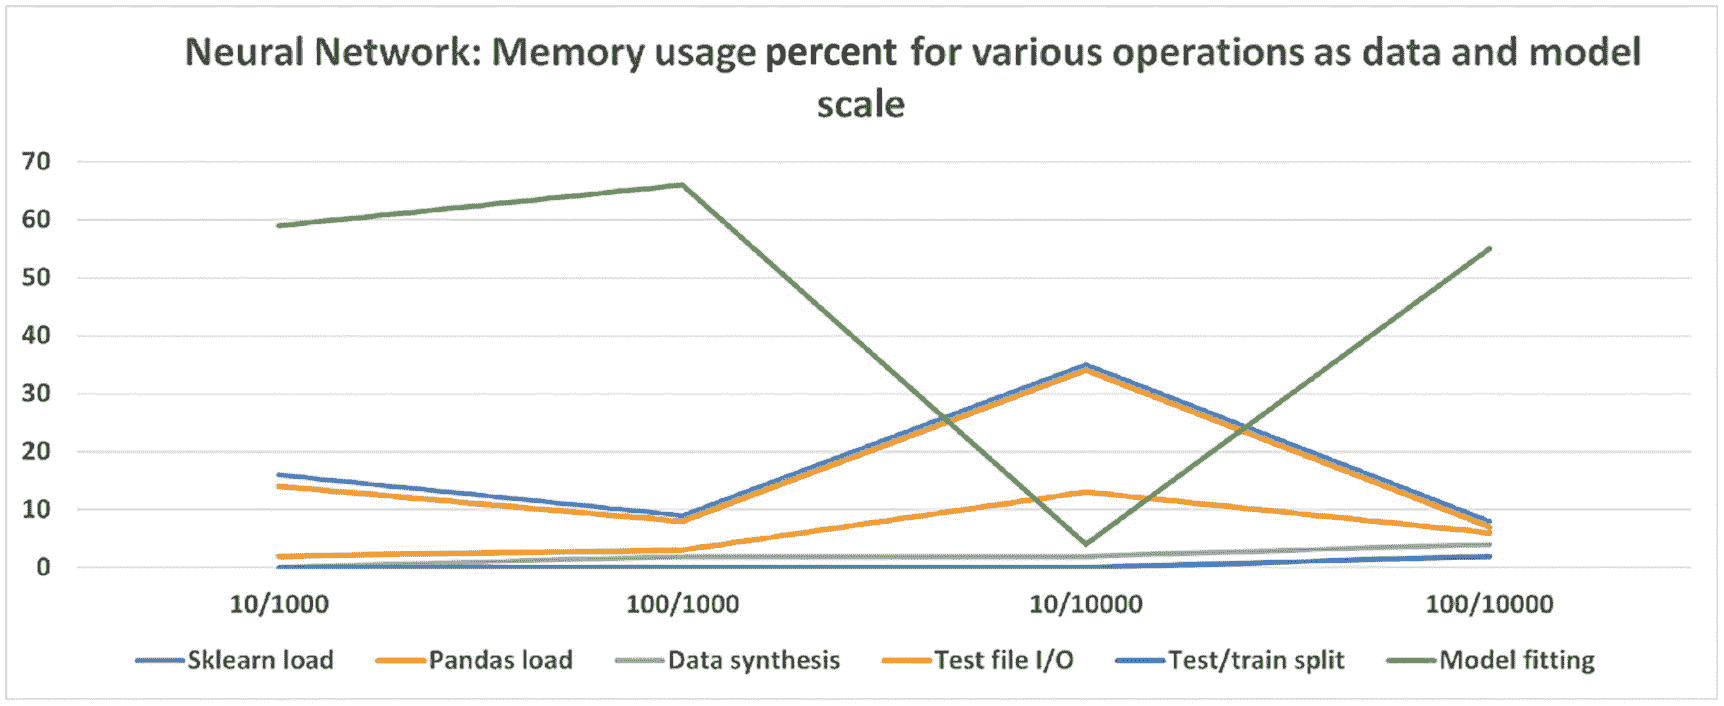 Neural Network: Memory usage percent for various operations as data and model
scale
70
60
50
40
30
20
10
0
10/1000 100/1000 10/10000 100/10000
Sklearn load Pandas load Data synthesis Test file I/O Test/train split Model fitting